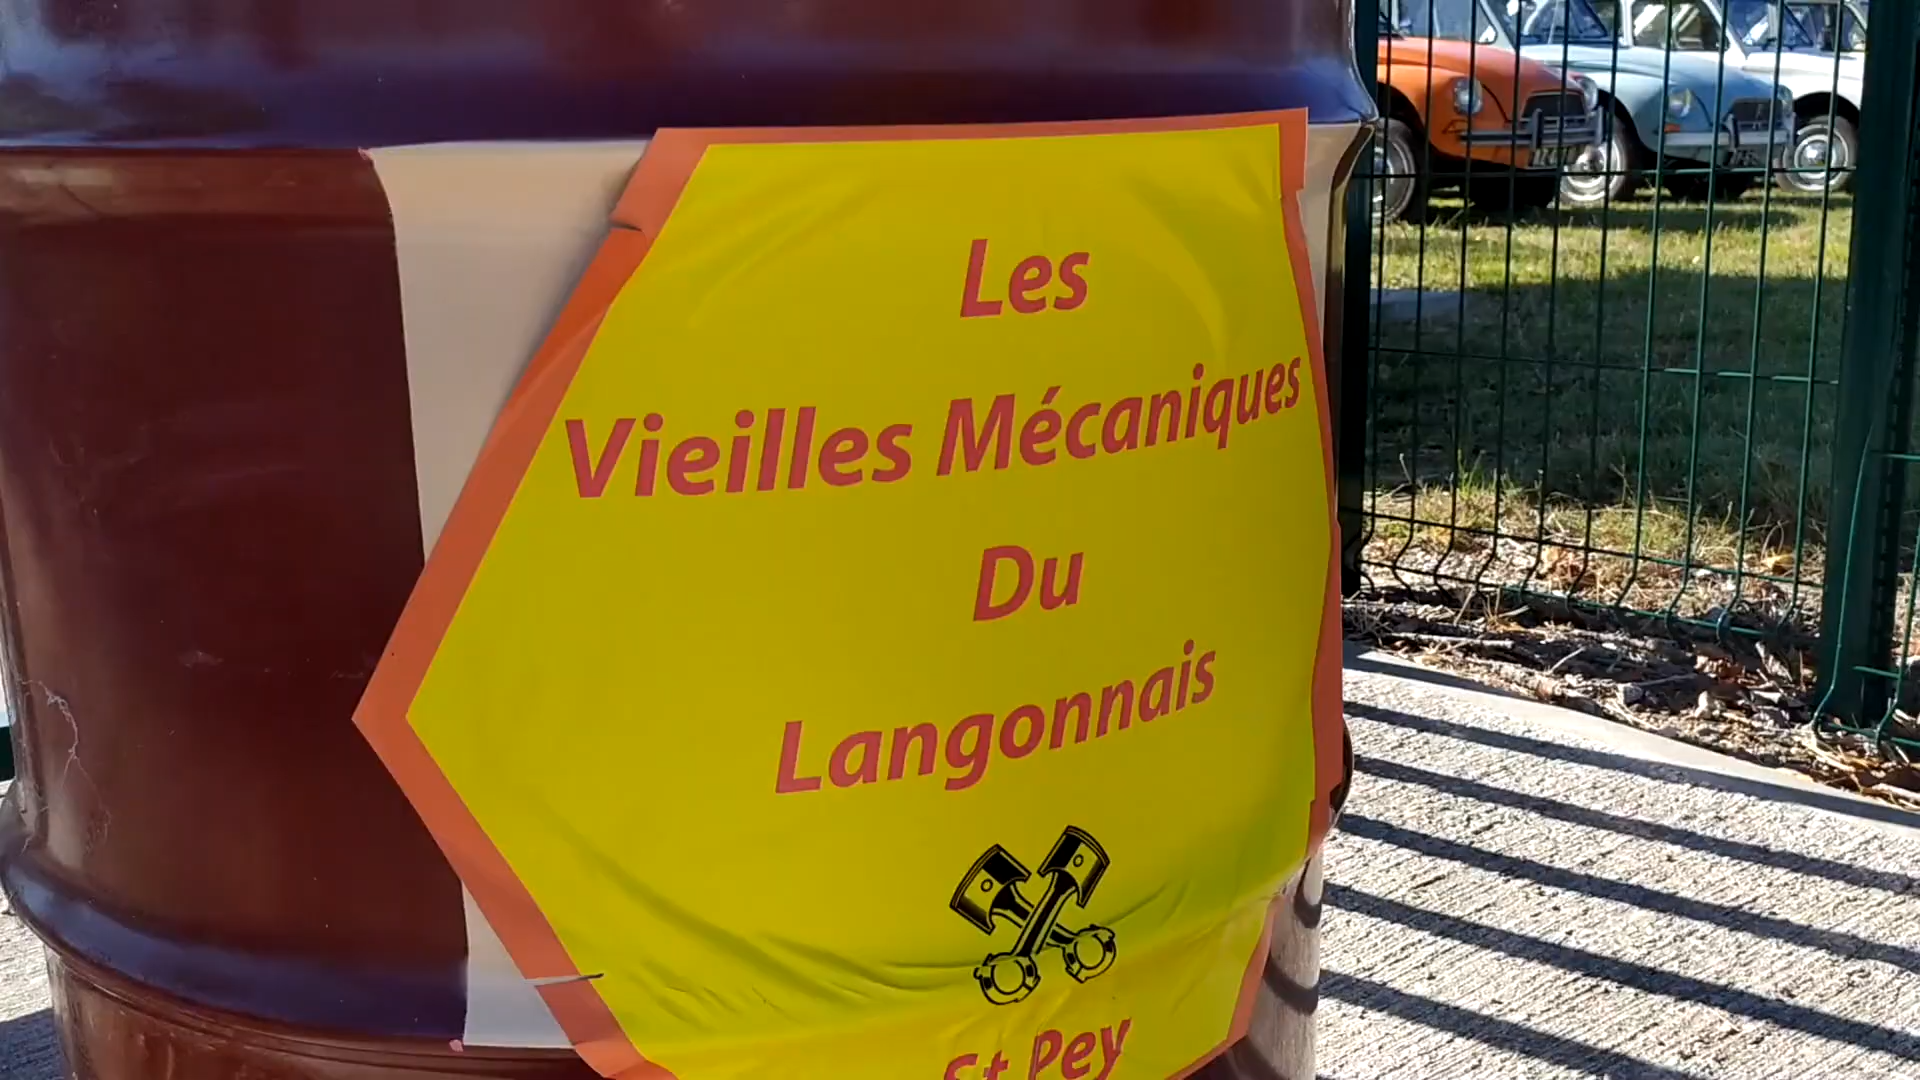 Les
Vieilles Mécaniques
Du
Langonnais
St Pey